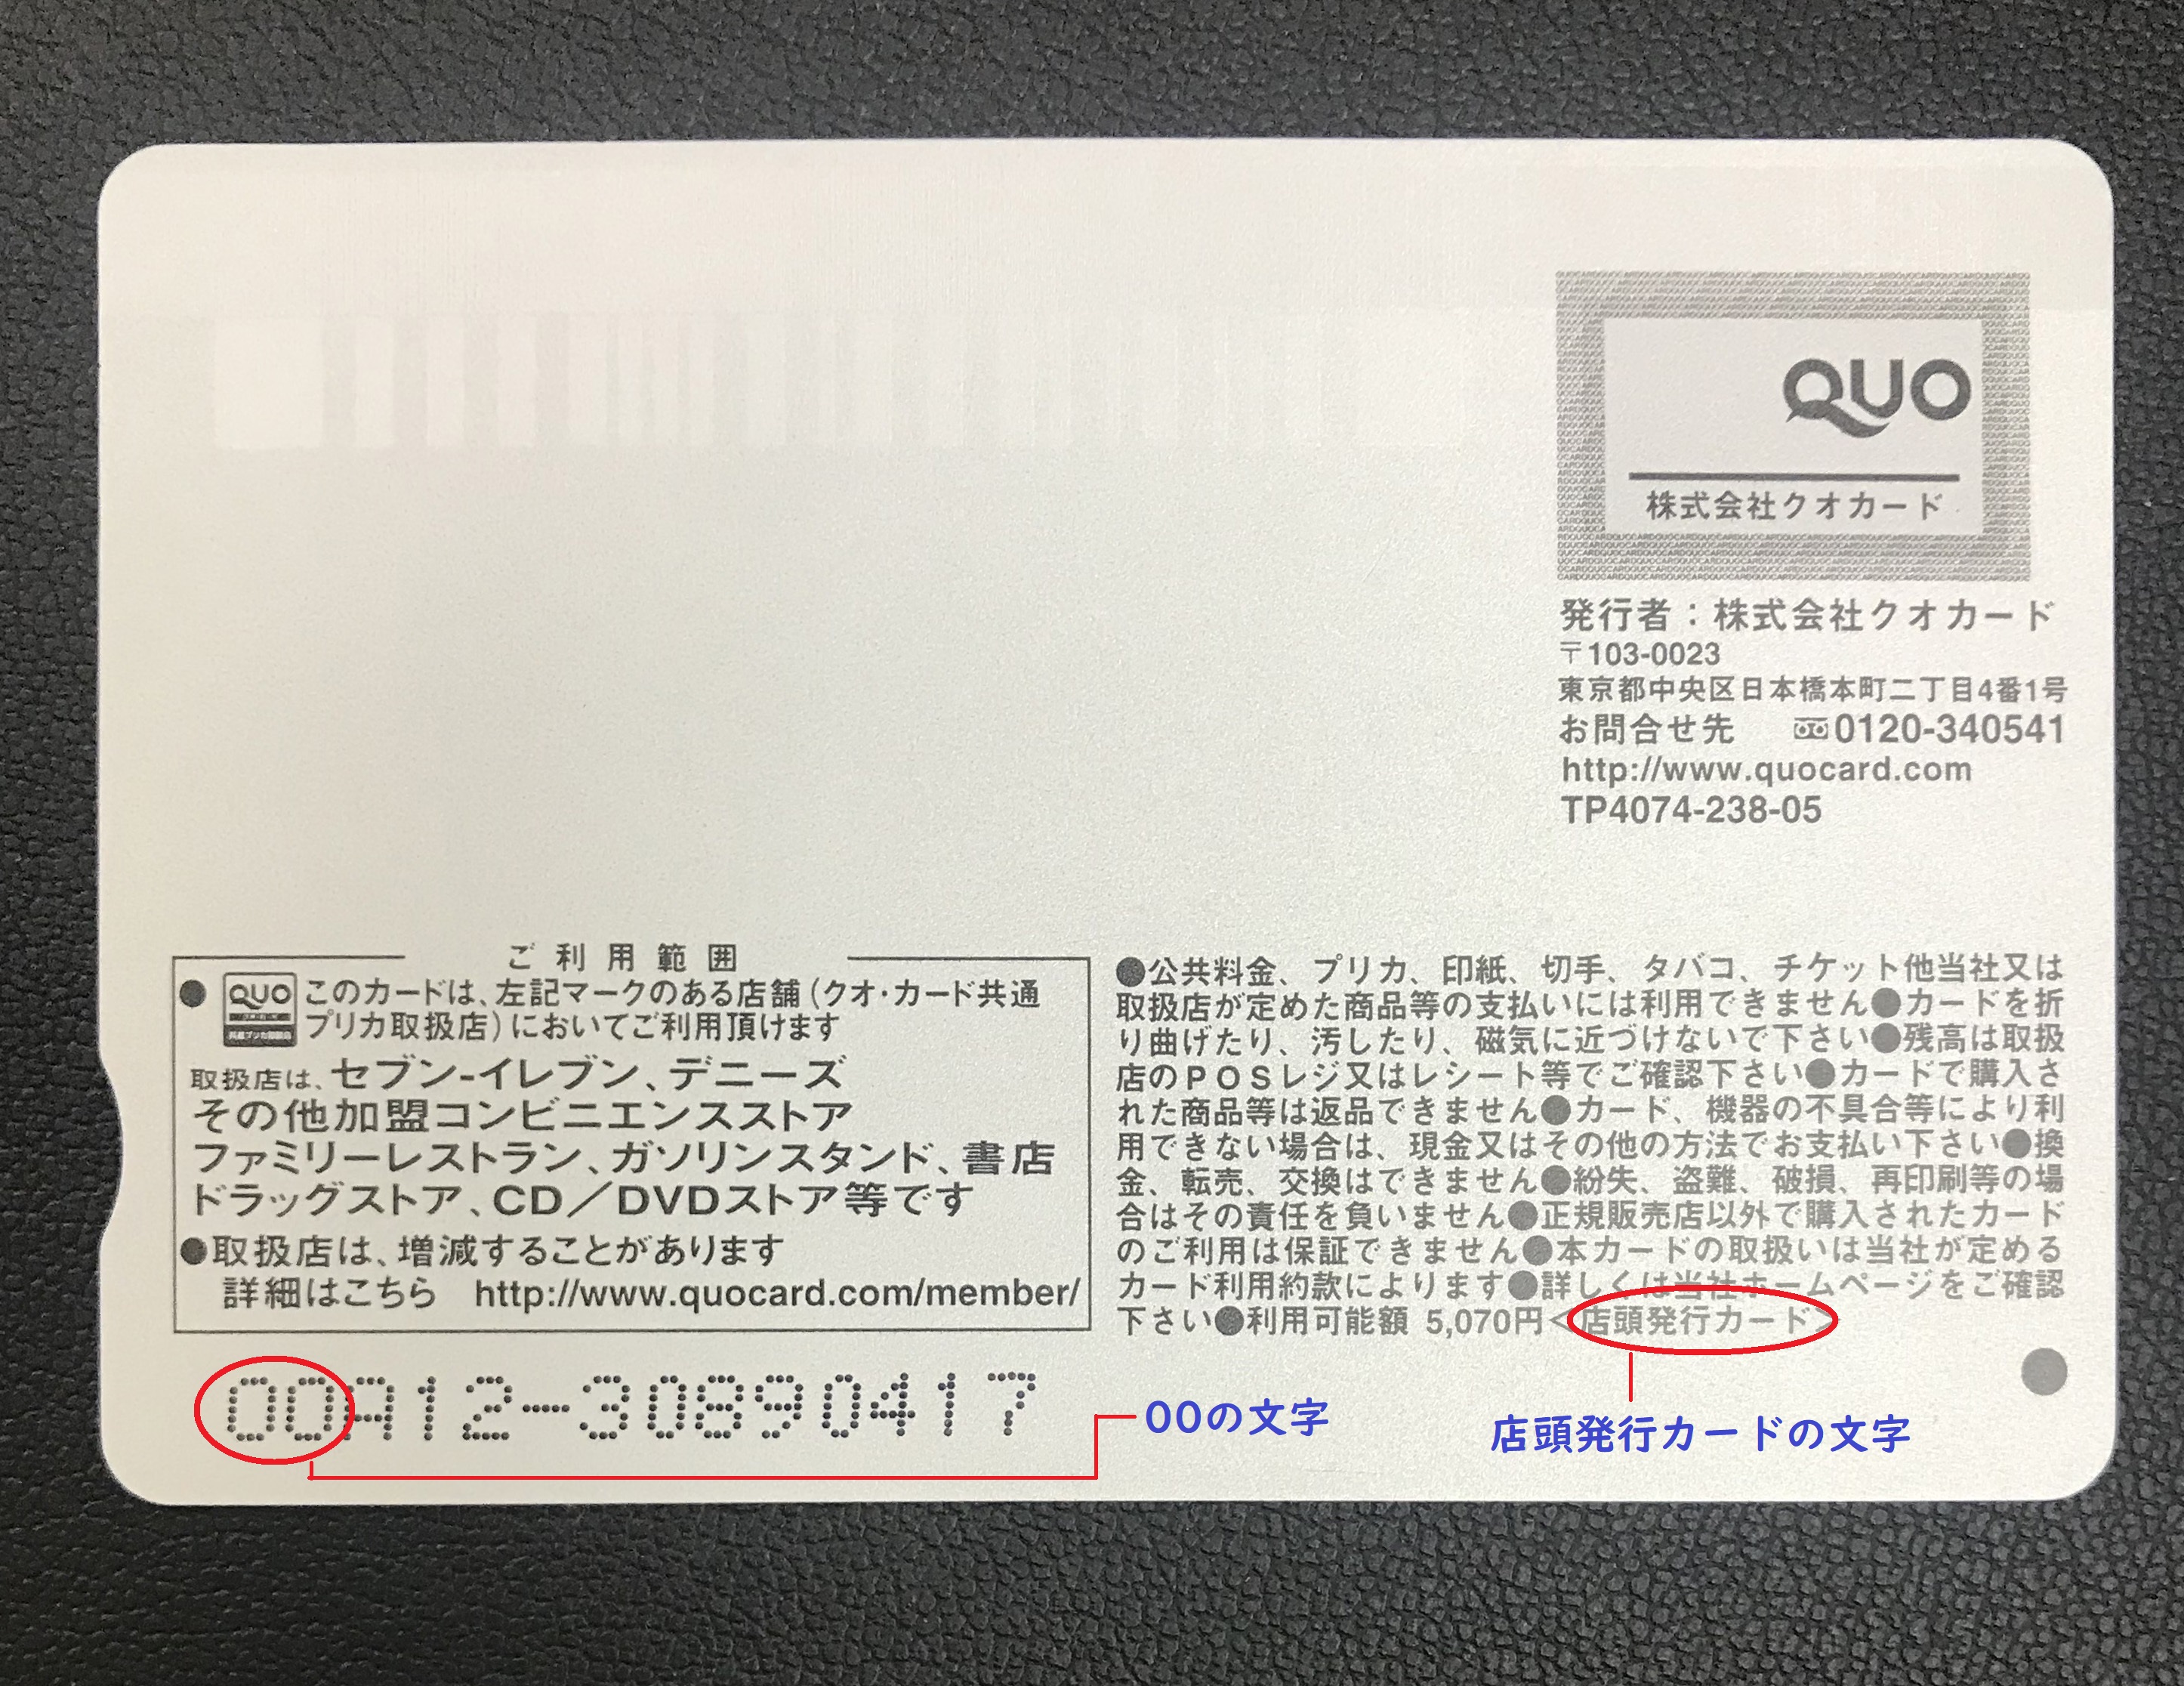 QUO
株式会社クオカード
発行者：株式会社クオカード
〒103-0023
東京都中央区日本橋本町二丁目4番1号
お問合せ先 0120-340541
http://www.quocard.com
TP4074-238-05
ご利用範囲
● QUO このカードは、左記マークのある店舗（クオ・カード共通
プリカ取扱店）においてご利用頂けます
取扱店は、セブン-イレブン、デニーズ
その他加盟コンビニエンスストア
ファミリーレストラン、ガソリンスタンド、書店
ドラッグストア、CD／DVDストア等です
●取扱店は、増減することがあります
詳細はこちら http://www.quocard.com/member/
●公共料金、プリカ、印紙、切手、タバコ、チケット他当社又は
取扱店が定めた商品等の支払いには利用できません●カードを折
り曲げたり、汚したり、磁気に近づけないで下さい●残高は取扱
店のＰＯＳレジ又はレシート等でご確認下さい●カードで購入さ
れた商品等は返品できません●カード、機器の不具合等により利
用できない場合は、現金又はその他の方法でお支払い下さい●換
金、転売、交換はできません●紛失、盗難、破損、再印刷等の場
合はその責任を負いません●正規販売店以外で購入されたカード
のご利用は保証できません●本カードの取扱いは当社が定める
カード利用約款によります●詳しくは当社ホームページをご確認
下さい●利用可能額 5,070円<店頭発行カード>
00A12-30890417
00の文字
店頭発行カードの文字